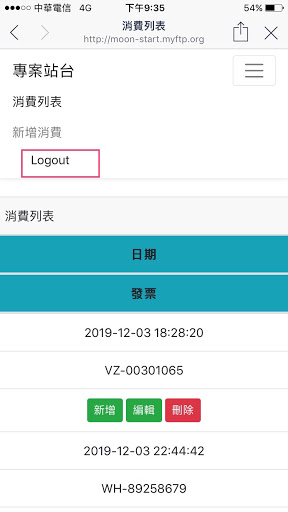 中華電信 4G 下午9:35 54%
消費列表
http://moon-start.myftp.org
專案站台
消費列表
新增消費
Logout
消費列表
日期
發票
2019-12-03 18:28:20
VZ-00301065
新增 編輯 刪除
2019-12-03 22:44:42
WH-89258679